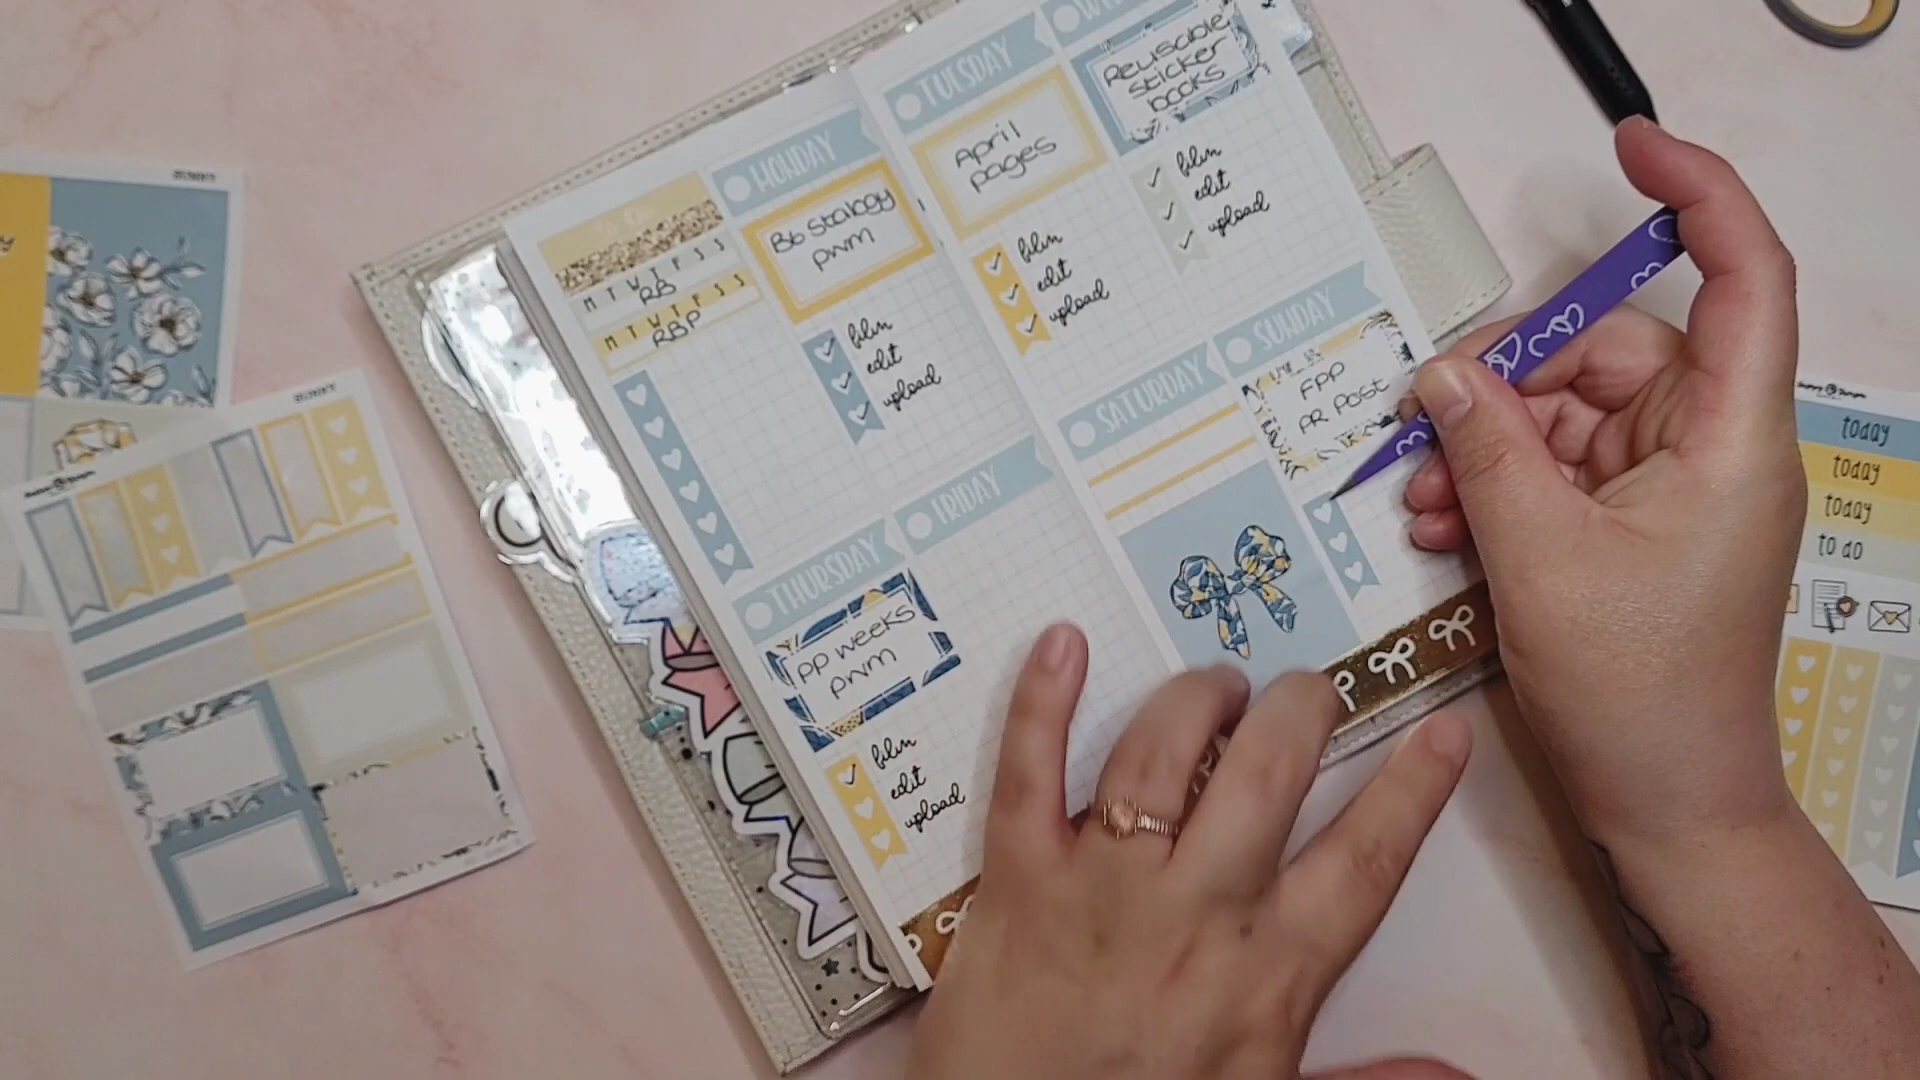 MONDAY
B6 Stalogy
PWM
film
edit
upload
M T W T F S S
RB
M T W T F S S
RBP
TUESDAY
April
pages
film
edit
upload
Reusable
sticker
books
film
edit
upload
THURSDAY
PP Weeks
PWM
film
edit
upload
FRIDAY
SATURDAY
SUNDAY
FPP
PR Post
today
today
today
to do